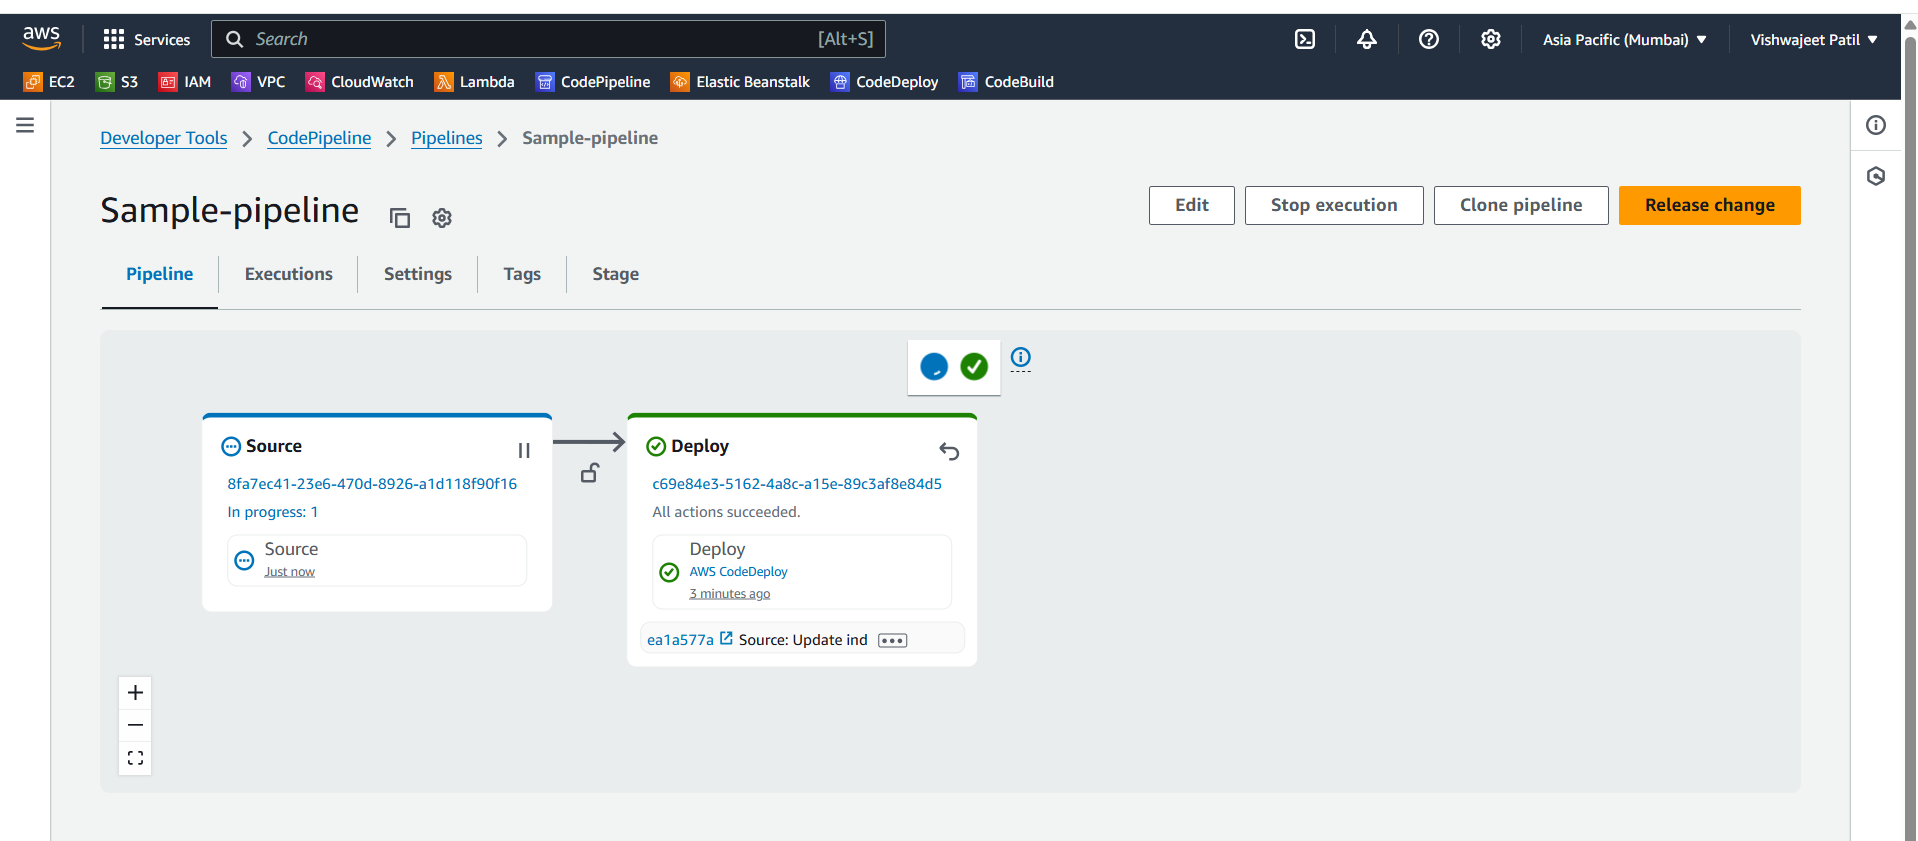 aws
Services
Search
[Alt+S]
Asia Pacific (Mumbai)
Vishwajeet Patil
EC2
S3
IAM
VPC
CloudWatch
Lambda
CodePipeline
Elastic Beanstalk
CodeDeploy
CodeBuild
Developer Tools
CodePipeline
Pipelines
Sample-pipeline
Sample-pipeline
Edit
Stop execution
Clone pipeline
Release change
Pipeline
Executions
Settings
Tags
Stage
Source
8fa7ec41-23e6-470d-8926-a1d118f90f16
In progress: 1
Source
Just now
Deploy
c69e84e3-5162-4a8c-a15e-89c3af8e84d5
All actions succeeded.
Deploy
AWS CodeDeploy
3 minutes ago
ea1a577a Source: Update ind